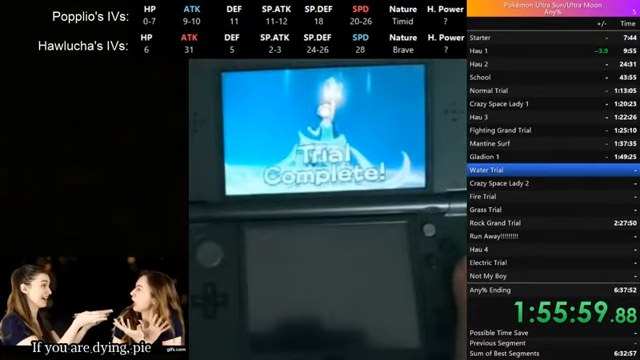 Popplio's IVs: HP ATK DEF SP.ATK SP.DEF SPD Nature H. Power
0-7 9-10 11 11-12 18 20-26 Timid ?
Hawlucha's IVs: HP ATK DEF SP.ATK SP.DEF SPD Nature H. Power
6 31 5 2-3 24-26 28 Brave ?
Trial
Complete!
If you are dying, pie
gifs.com
Pokémon Ultra Sun/Ultra Moon
Any% 5
+/- Time
Starter - 7:44
Hau 1 -3.9 9:55
Hau 2 - 24:31
School - 43:55
Normal Trial - 1:13:05
Crazy Space Lady 1 - 1:20:23
Hau 3 - 1:22:26
Fighting Grand Trial - 1:25:10
Mantine Surf - 1:37:35
Gladion 1 - 1:49:25
Water Trial -
Crazy Space Lady 2 -
Fire Trial -
Grass Trial -
Rock Grand Trial 2:27:50
Run Away!!!!!!!!! -
Hau 4 -
Electric Trial -
Not My Boy -
Any% Ending 6:37:52
1:55:59.88
Possible Time Save -
Previous Segment -
Sum of Best Segments 6:32:57